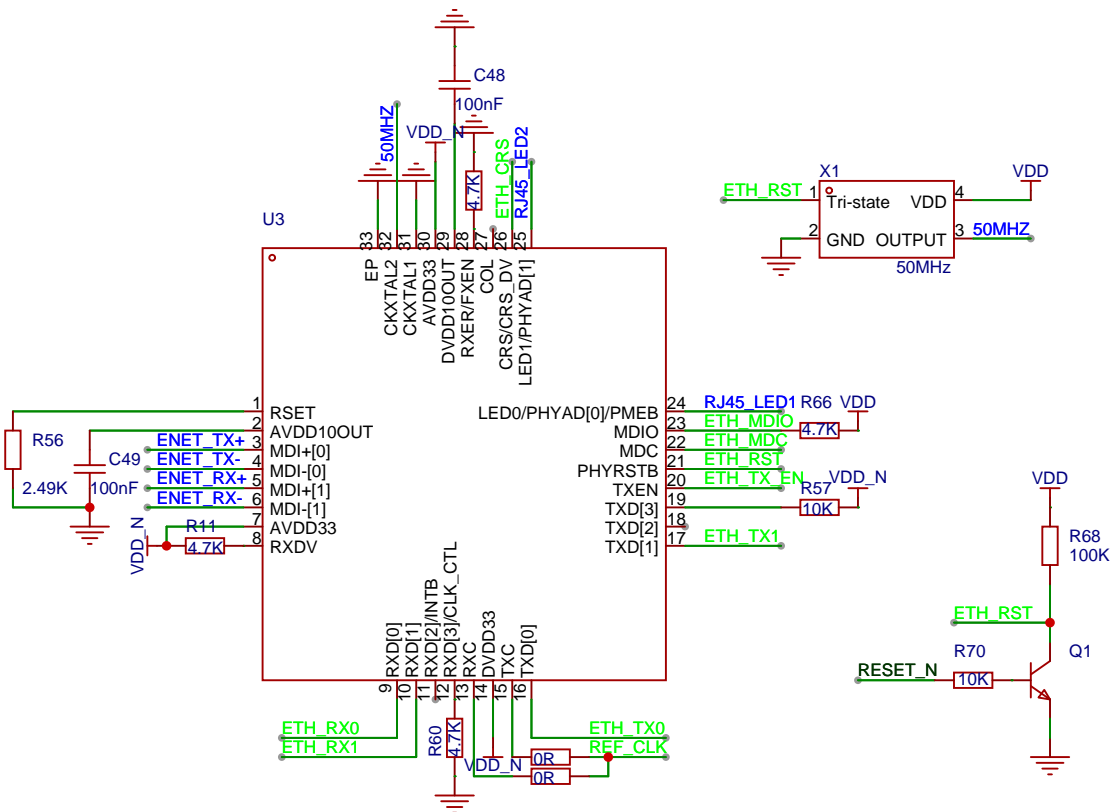 C48
100nF
VDD_N
50MHZ
4.7K
ETH_CRS
RJ45_LED2
U3
33
32
31
30
29
28
27
26
25
EP
CKXTAL2
CKXTAL1
AVDD33
DVDD10OUT
RXER/FXEN
COL
CRS/CRS_DV
LED1/PHYAD[1]
X1
ETH_RST
1
Tri-state
VDD
4
VDD
2
GND
OUTPUT
3
50MHZ
50MHz
1
RSET
2
AVDD10OUT
3
MDI+[0]
4
MDI-[0]
5
MDI+[1]
6
MDI-[1]
7
AVDD33
8
RXDV
R56
2.49K
C49
100nF
ENET_TX+
ENET_TX-
ENET_RX+
ENET_RX-
VDD_N
R11
4.7K
LED0/PHYAD[0]/PMEB
24
RJ45_LED1
MDIO
23
ETH_MDIO
MDC
22
ETH_MDC
PHYRSTB
21
ETH_RST
TXEN
20
ETH_TX_EN
TXD[3]
19
TXD[2]
18
TXD[1]
17
ETH_TX1
R66
4.7K
VDD
R57
10K
VDD_N
RXD[0]
RXD[1]
RXD[2]/INTB
RXD[3]/CLK_CTL
RXC
DVDD33
TXC
TXD[0]
9
10
11
12
13
14
15
16
ETH_RX0
ETH_RX1
R60
4.7K
VDD_N
0R
0R
ETH_TX0
REF_CLK
VDD
R68
100K
ETH_RST
R70
10K
RESET_N
Q1